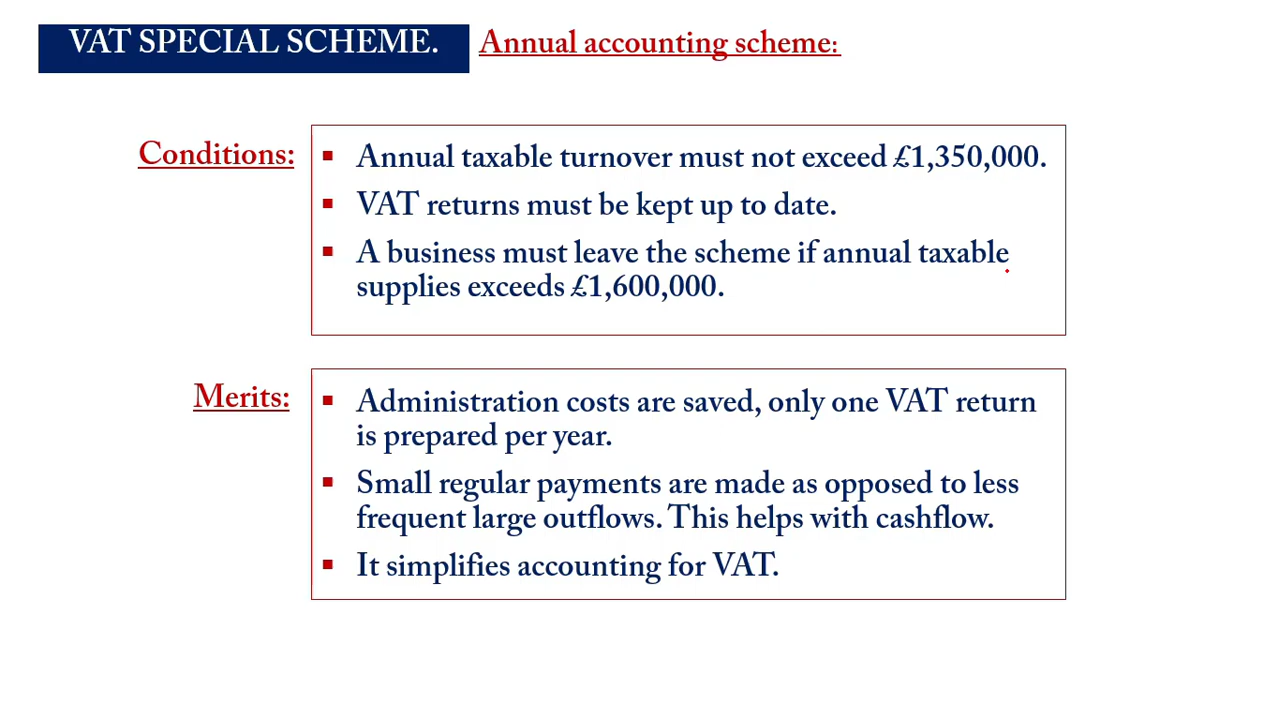 VAT SPECIAL SCHEME. Annual accounting scheme:
Conditions:
▪ Annual taxable turnover must not exceed £1,350,000.
▪ VAT returns must be kept up to date.
▪ A business must leave the scheme if annual taxable
supplies exceeds £1,600,000.
Merits:
▪ Administration costs are saved, only one VAT return
is prepared per year.
▪ Small regular payments are made as opposed to less
frequent large outflows. This helps with cashflow.
▪ It simplifies accounting for VAT.